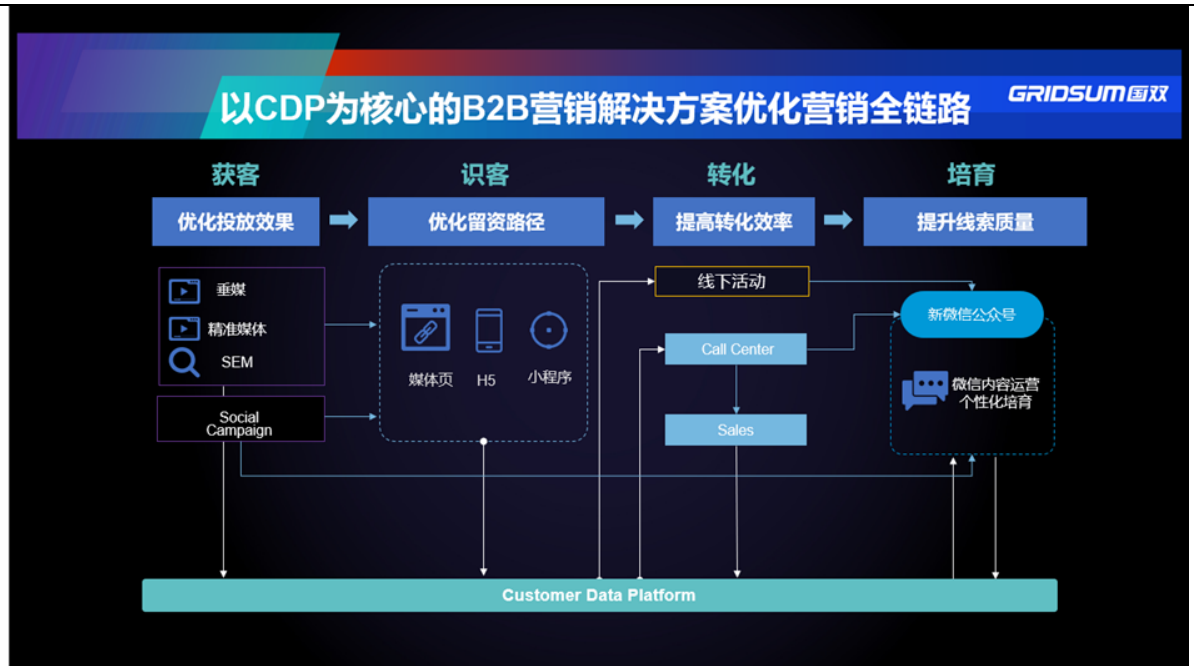 以CDP为核心的B2B营销解决方案优化营销全链路
GRIDSUM国双
获客
识客
转化
培育
优化投放效果
优化留资路径
提高转化效率
提升线索质量
垂媒
精准媒体
SEM
Social
Campaign
媒体页
H5
小程序
线下活动
Call Center
Sales
新微信公众号
微信内容运营
个性化培育
Customer Data Platform